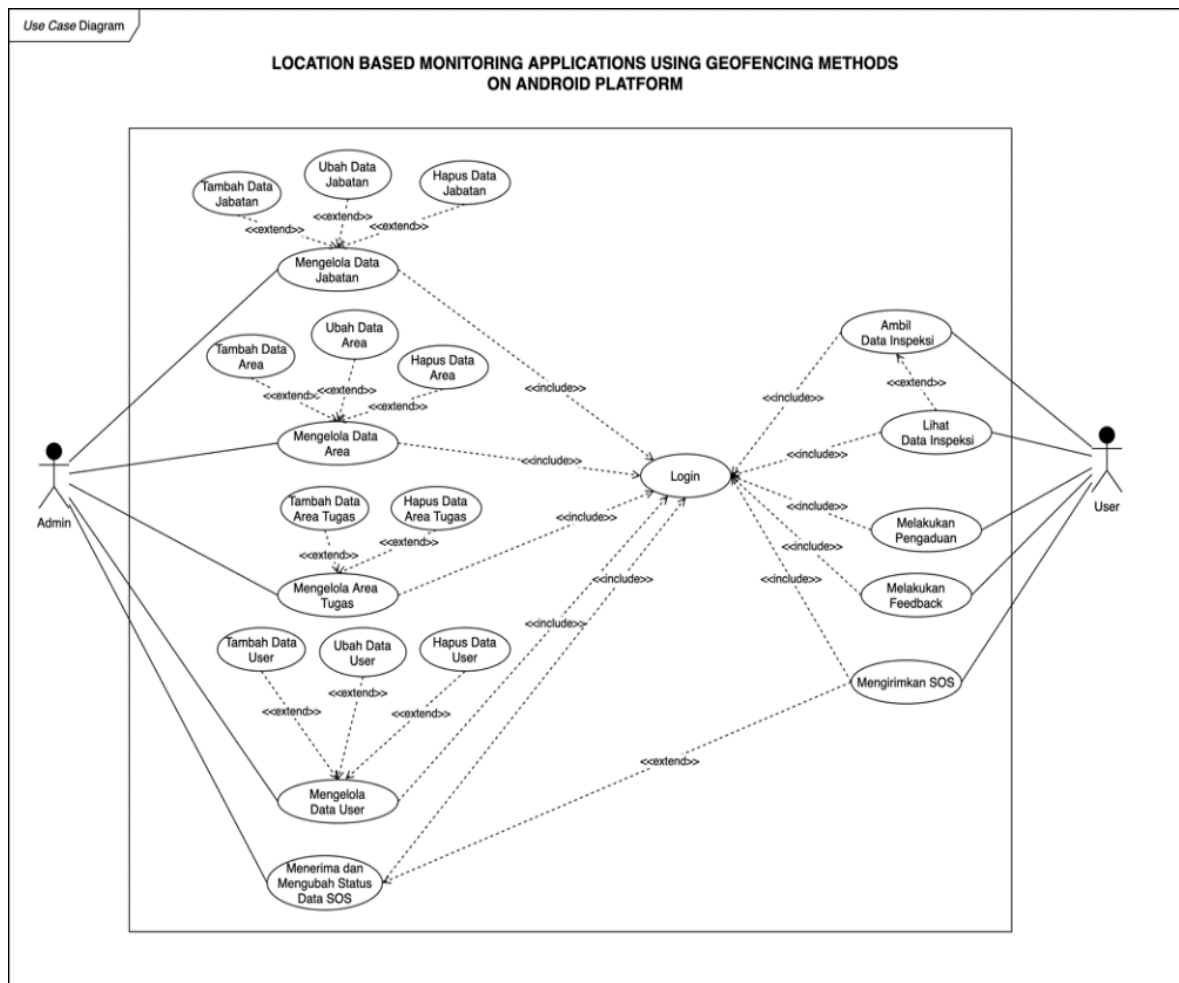 Use Case Diagram
LOCATION BASED MONITORING APPLICATIONS USING GEOFENCING METHODS
ON ANDROID PLATFORM
Tambah Data
Jabatan
Ubah Data
Jabatan
Hapus Data
Jabatan
<<extend>>
<<extend>>
<<extend>>
Mengelola Data
Jabatan
Tambah Data
Area
Ubah Data
Area
Hapus Data
Area
<<extend>>
<<extend>>
<<extend>>
Mengelola Data
Area
Tambah Data
Area Tugas
Hapus Data
Area Tugas
<<extend>>
<<extend>>
Mengelola Area
Tugas
Tambah Data
User
Ubah Data
User
Hapus Data
User
<<extend>>
<<extend>>
<<extend>>
Mengelola
Data User
Menerima dan
Mengubah Status
Data SOS
Admin
<<include>>
<<include>>
<<include>>
<<include>>
<<include>>
Login
<<include>>
<<include>>
<<include>>
<<include>>
<<include>>
<<extend>>
Ambil
Data Inspeksi
<<extend>>
Lihat
Data Inspeksi
Melakukan
Pengaduan
Melakukan
Feedback
Mengirimkan SOS
User